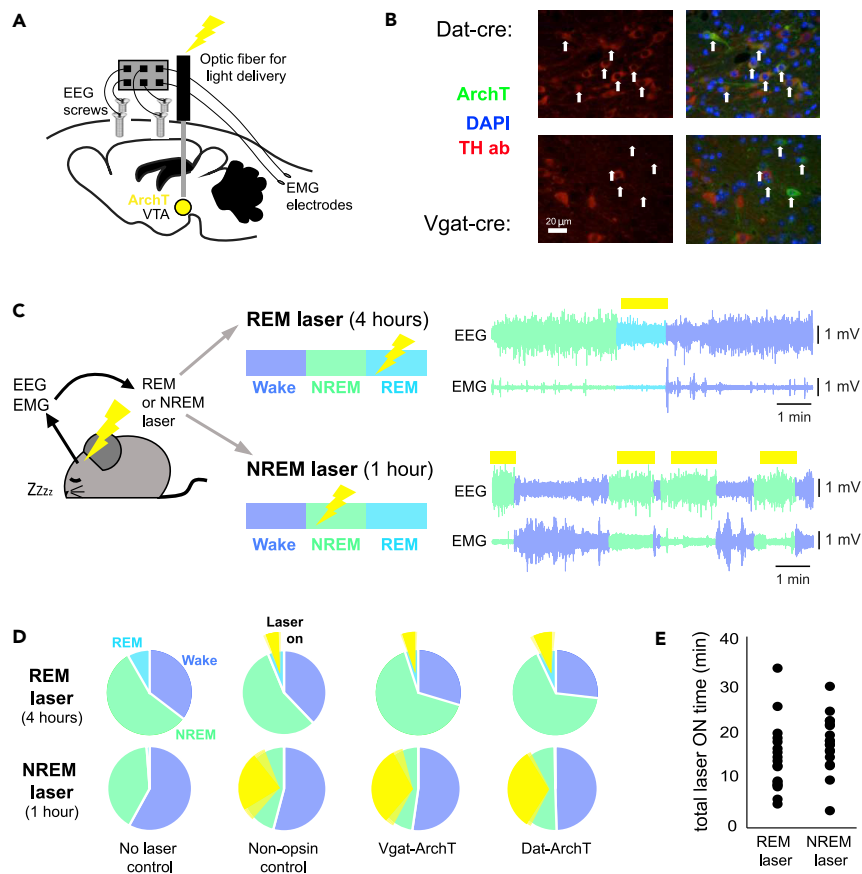 A
Optic fiber for
light delivery
EEG
screws
ArchT
VTA
EMG
electrodes
B
Dat-cre:
ArchT
DAPI
TH ab
20 µm
Vgat-cre:
C
EEG
EMG
REM
or NREM
laser
ZZzzz
REM laser (4 hours)
Wake
NREM
REM
NREM laser (1 hour)
Wake
NREM
REM
EEG
1 mV
EMG
1 mV
1 min
EEG
1 mV
EMG
1 mV
1 min
D
REM
laser
(4 hours)
REM
Wake
NREM
Laser
on
NREM
laser
(1 hour)
No laser
control
Non-opsin
control
Vgat-ArchT
Dat-ArchT
E
total laser ON time (min)
40
30
20
10
0
REM
laser
NREM
laser